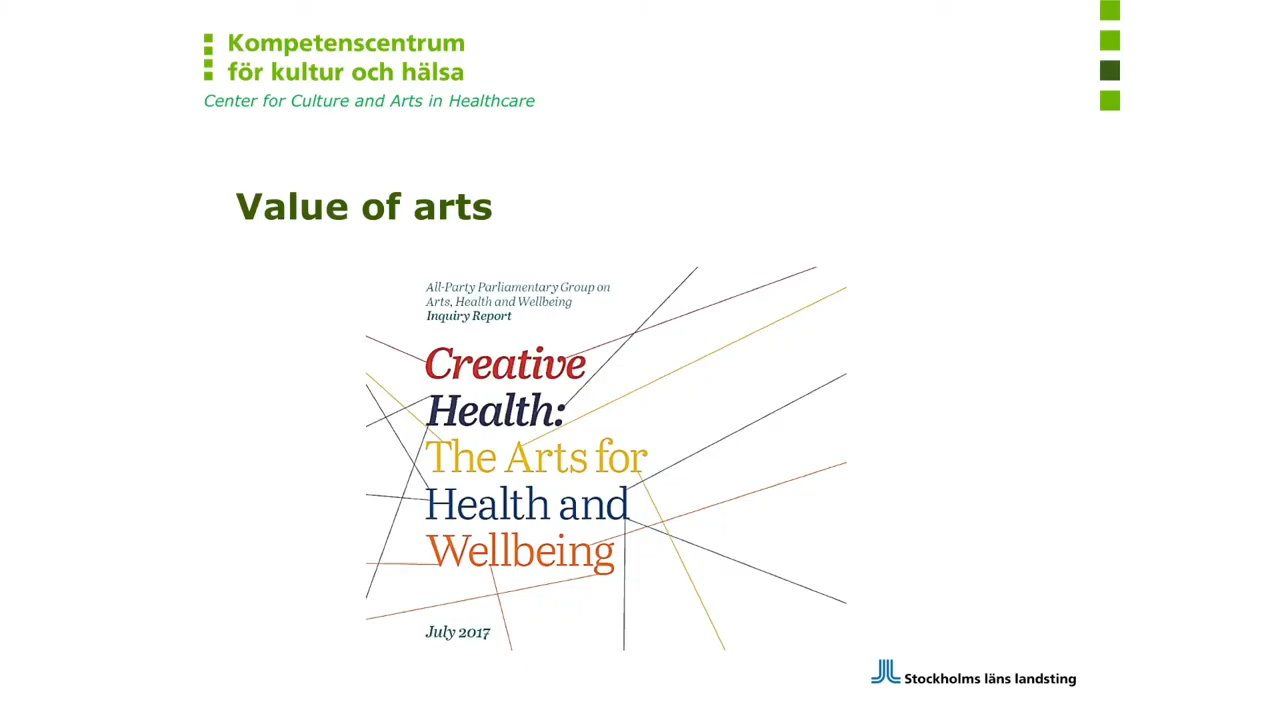 Kompetenscentrum
för kultur och hälsa
Center for Culture and Arts in Healthcare
Value of arts
All-Party Parliamentary Group on
Arts, Health and Wellbeing
Inquiry Report
Creative
Health:
The Arts for
Health and
Wellbeing
July 2017
Stockholms läns landsting